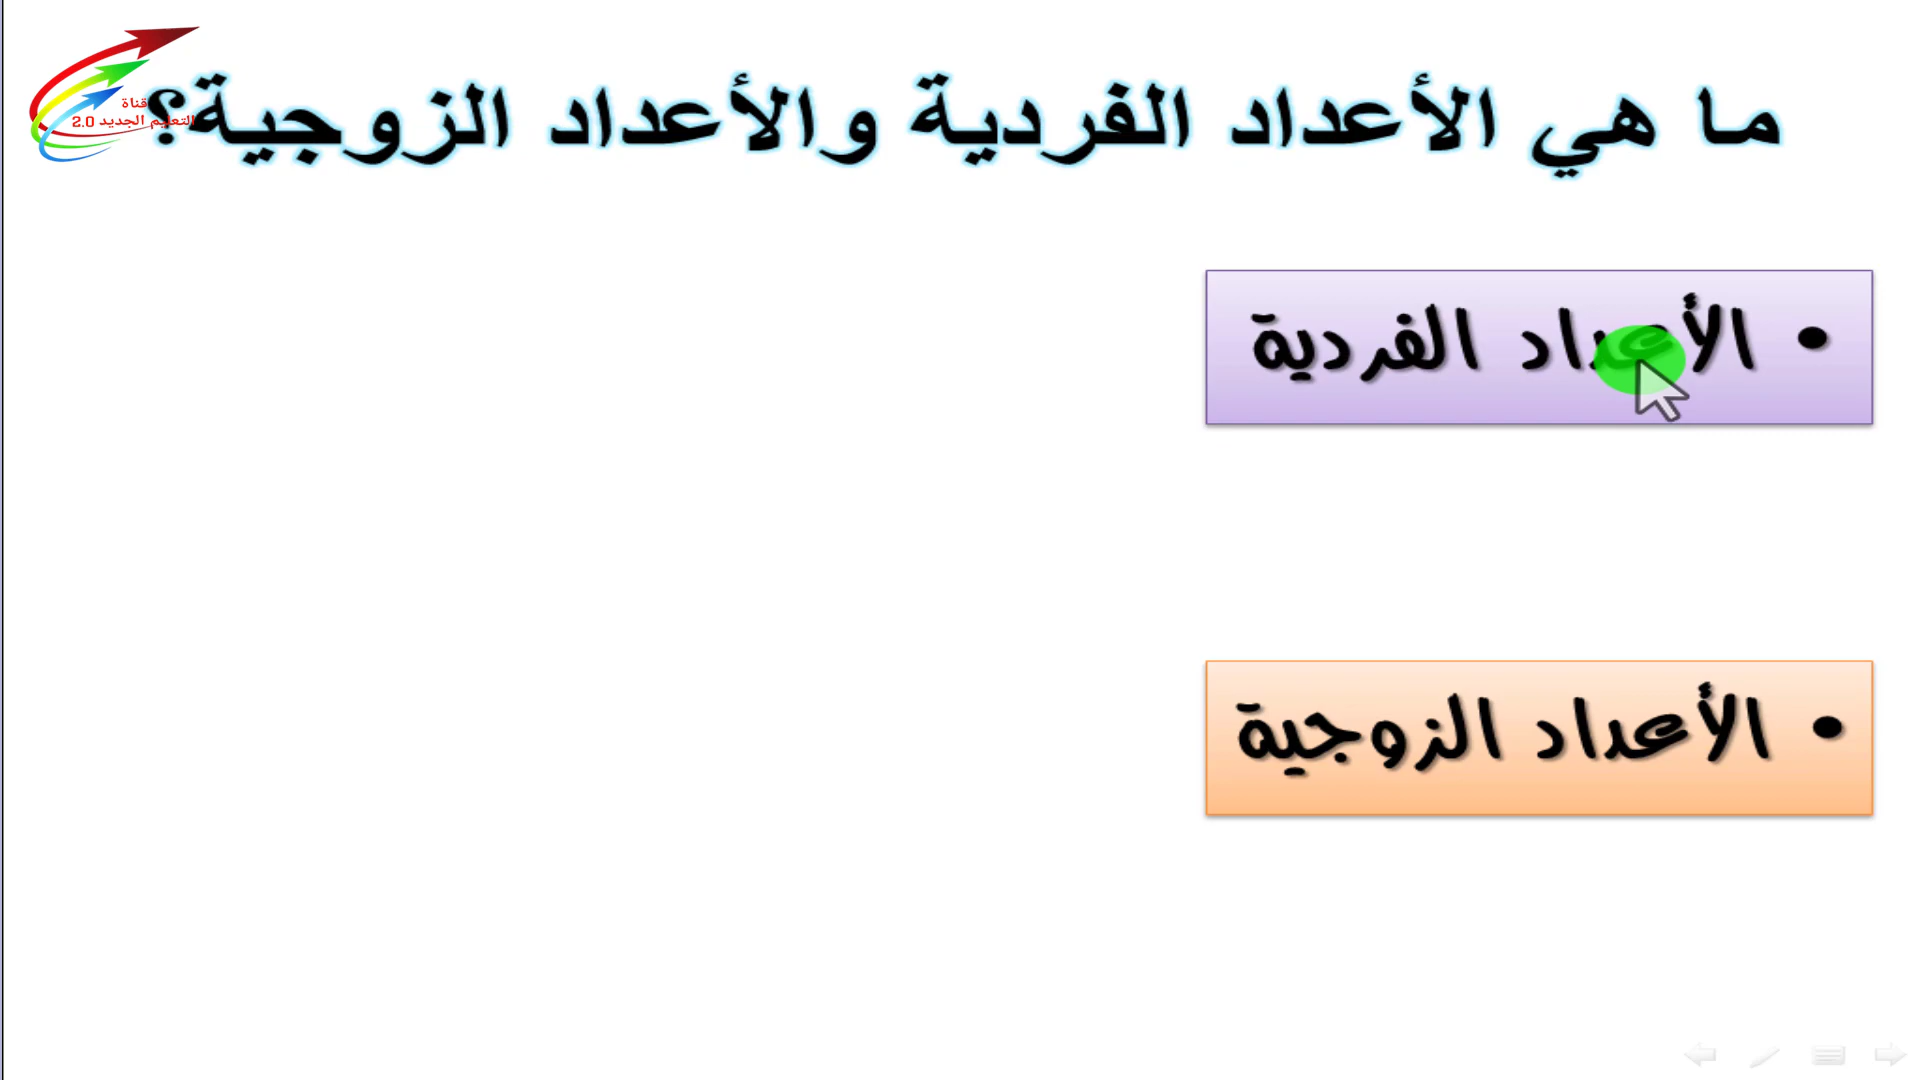 ما هي الأعداد الفردية والأعداد الزوجية؟
قناة
التعليم الجديد 2.0
• الأعداد الفردية
• الأعداد الزوجية